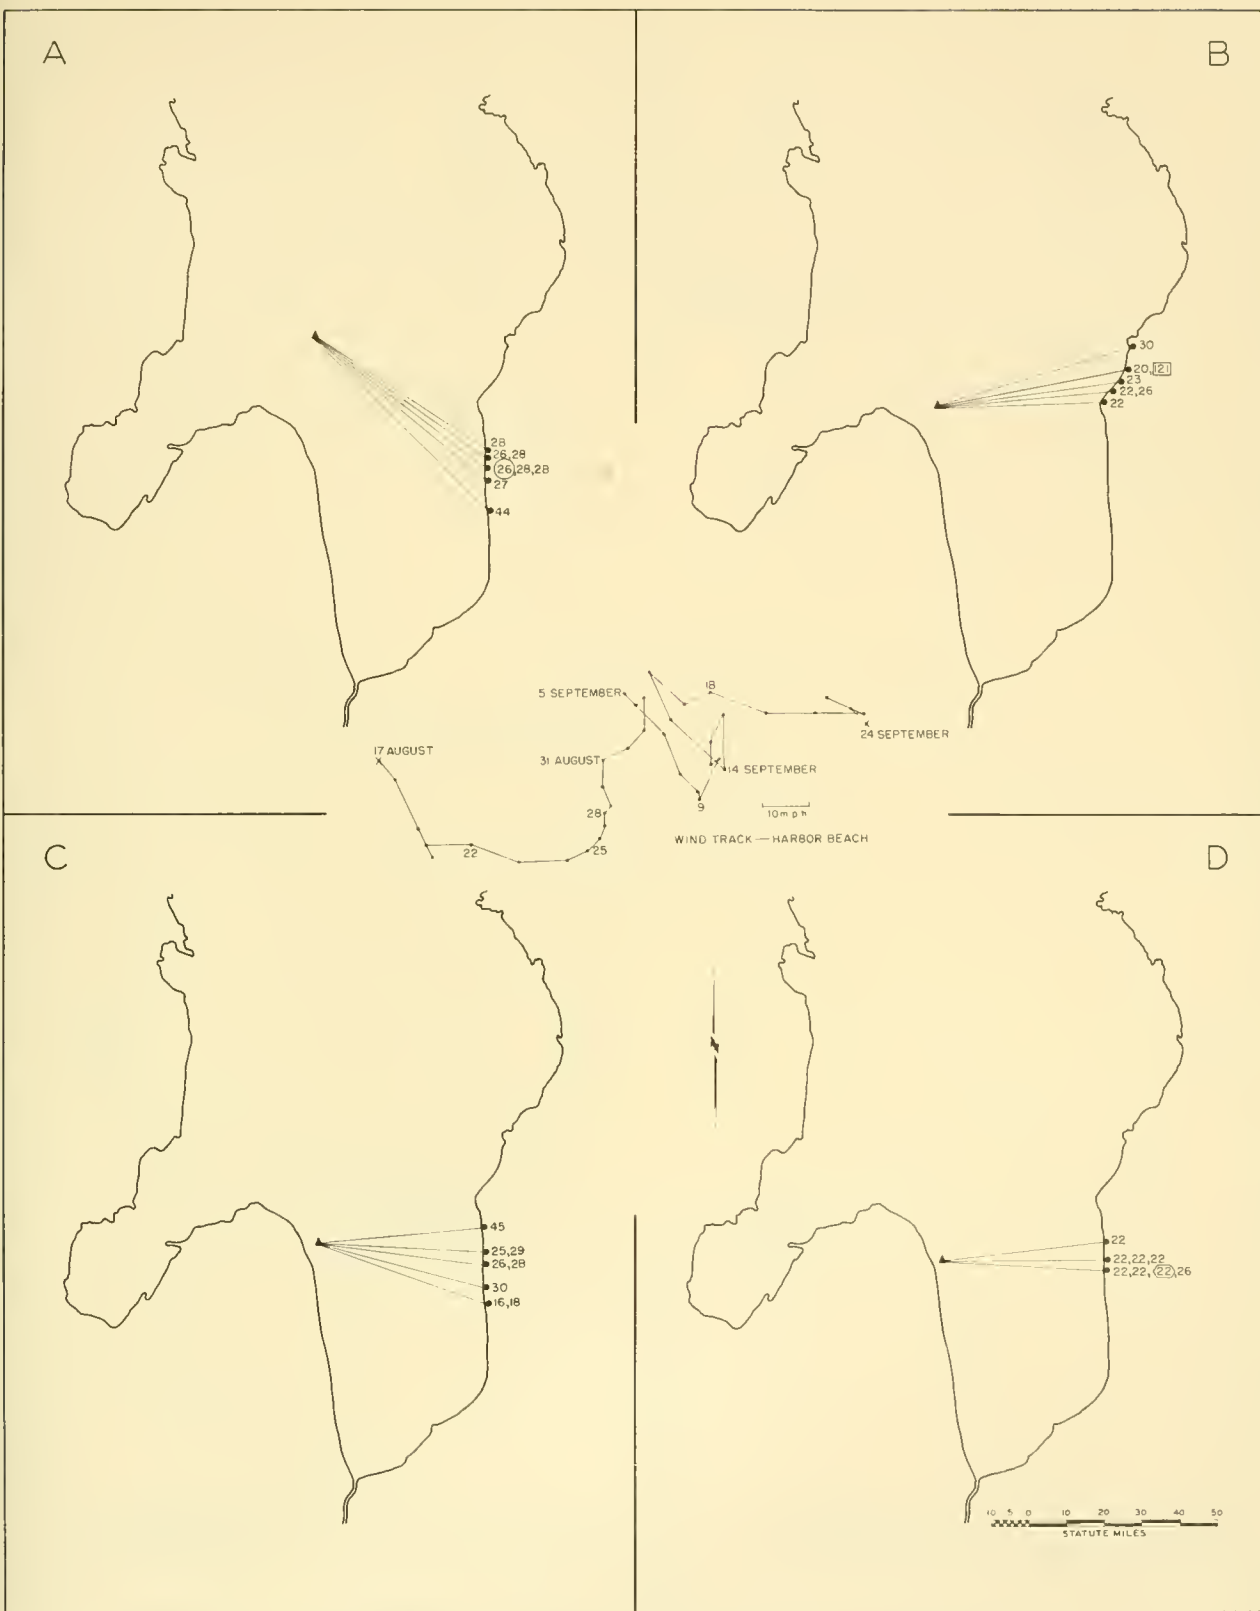 A
B
28
26,28
26,28,28
27
44
30
20,121
23
22,26
22
5 SEPTEMBER
18
24 SEPTEMBER
17 AUGUST
31 AUGUST
14 SEPTEMBER
9
10 mph
28
WIND TRACK — HARBOR BEACH
22
25
C
D
45
25,29
26,28
30
16,18
22
22,22,22
22,22,22,26
10 5 0 10 20 30 40 50
STATUTE MILES